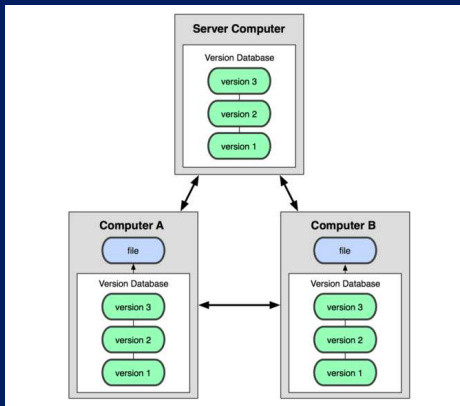 Server Computer
Version Database
version 3
version 2
version 1
Computer A
file
Version Database
version 3
version 2
version 1
Computer B
file
Version Database
version 3
version 2
version 1